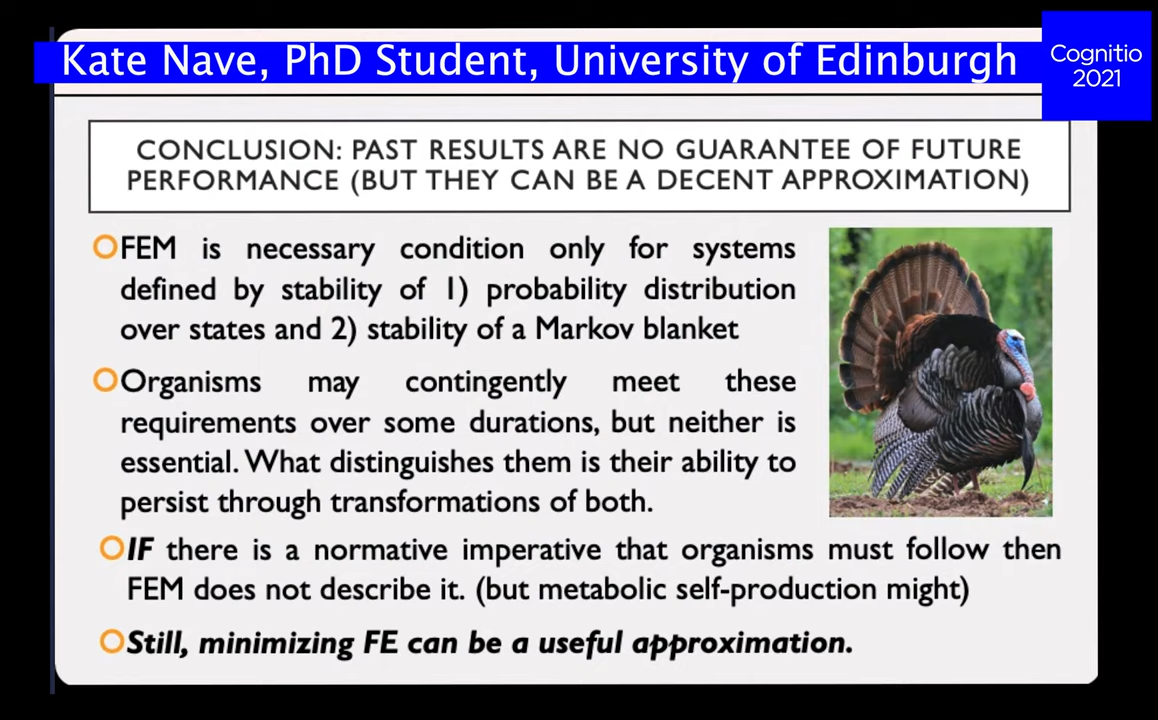 Kate Nave, PhD Student, University of Edinburgh
Cognitio
2021
CONCLUSION: PAST RESULTS ARE NO GUARANTEE OF FUTURE
PERFORMANCE (BUT THEY CAN BE A DECENT APPROXIMATION)
FEM is necessary condition only for systems
defined by stability of 1) probability distribution
over states and 2) stability of a Markov blanket
Organisms may contingently meet these
requirements over some durations, but neither is
essential. What distinguishes them is their ability to
persist through transformations of both.
IF there is a normative imperative that organisms must follow then
FEM does not describe it. (but metabolic self-production might)
Still, minimizing FE can be a useful approximation.